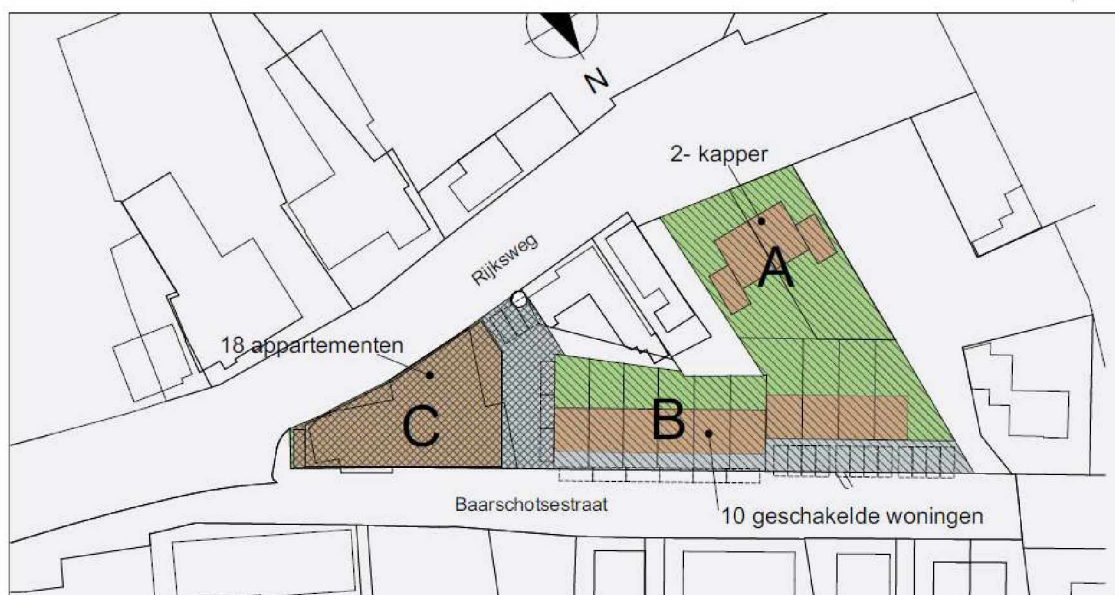 N
2- kapper
A
Rijksweg
18 appartementen
C
B
Baarschotsestraat
10 geschakelde woningen